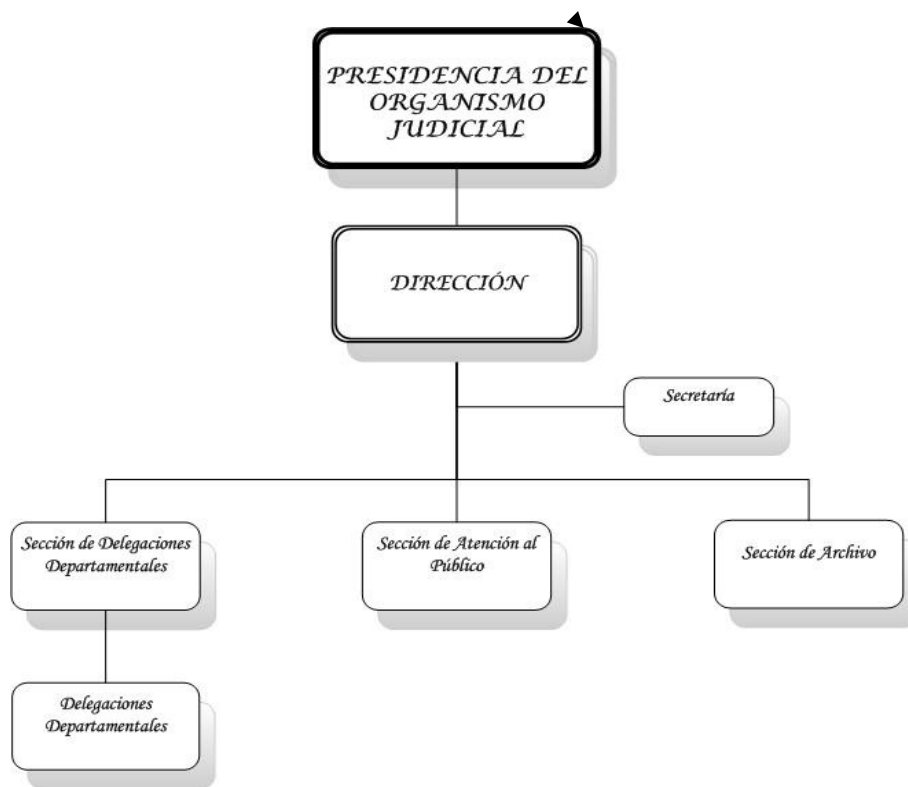 PRESIDENCIA DEL
ORGANISMO
JUDICIAL
DIRECCIÓN
Secretaría
Sección de Delegaciones
Departamentales
Sección de Atención al
Público
Sección de Archivo
Delegaciones
Departamentales